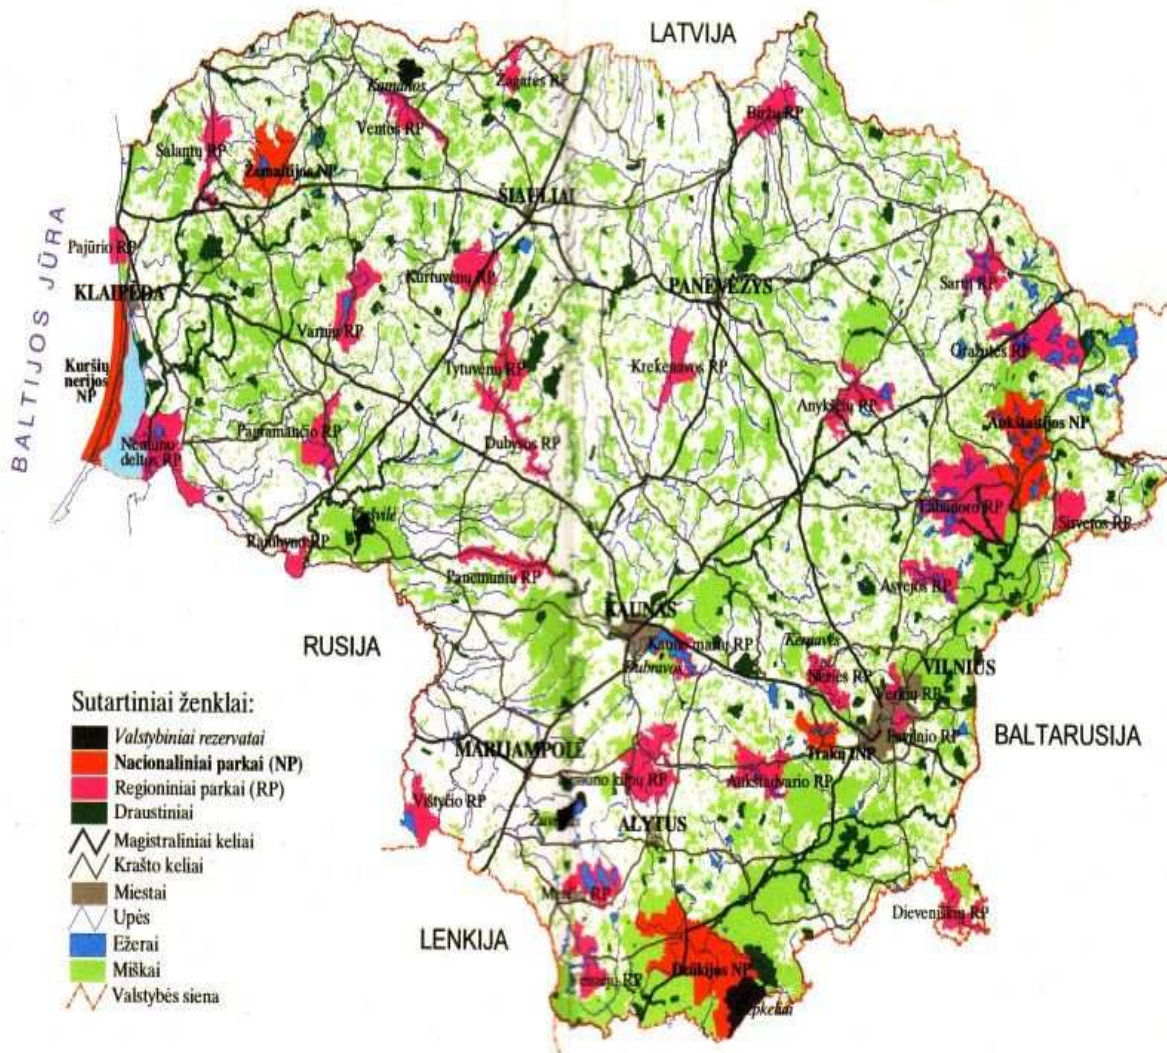 LATVIJA
Kamanos
Žagarės RP
Ventos RP
Biržų RP
Salantų RP
Žemaitijos NP
ŠIAULIAI
BALTIJOS JŪRA
Pajūrio RP
Kurtuvėnų RP
Sartų RP
KLAIPĖDA
PANEVĖŽYS
Varnių RP
Gražutės RP
Kuršių
nerijos
NP
Tytuvėnų RP
Krekenavos RP
Anykščių RP
Aukštaitijos NP
Nemuno
deltos RP
Pagramančio RP
Dubysos RP
Labanoro RP
Sirvėtos RP
Viešvilė
Rambyno RP
Panemunių RP
Asvejos RP
KAUNAS
RUSIJA
Kauno marių RP
Kernavės
Dubravos
VILNIUS
Neries RP
Verkių RP
BALTARUSIJA
Pavilnio RP
Trakų INP
MARIJAMPOLĖ
Aukštadvario RP
Vištyčio RP
ALYTUS
Dieveniškių RP
LENKIJA
Dzūkijos NP
Sutartiniai ženklai:
Valstybiniai rezervatai
Nacionaliniai parkai (NP)
Regioniniai parkai (RP)
Draustiniai
Magistraliniai keliai
Krašto keliai
Miestai
Upės
Ežerai
Miškai
Valstybės siena